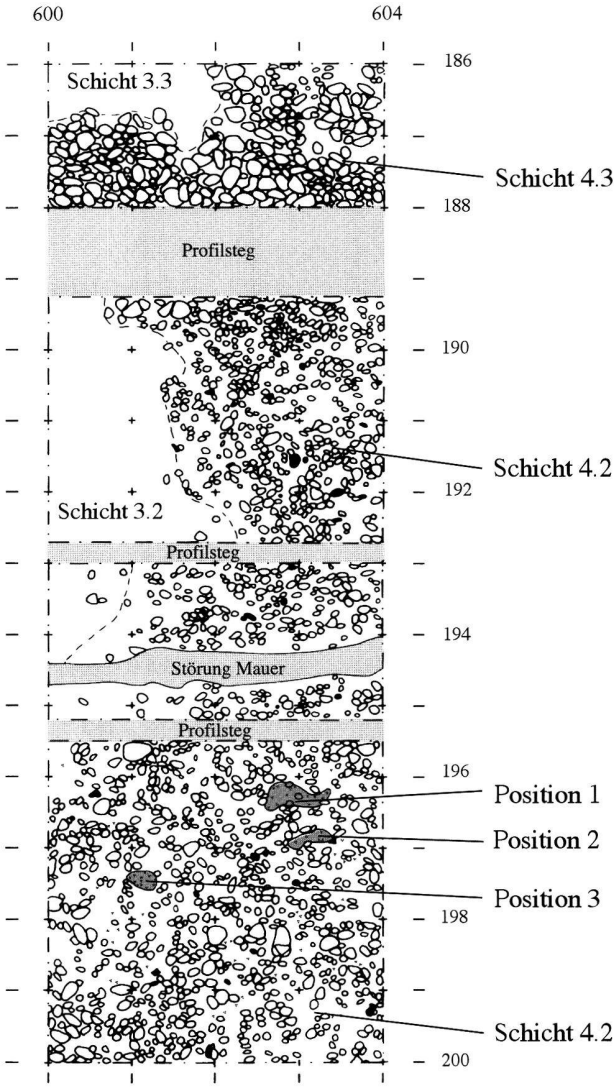 600 604
186
Schicht 3.3
Schicht 4.3
188
Profilsteg
190
Schicht 4.2
192
Schicht 3.2
Profilsteg
194
Störung Mauer
Profilsteg
196
Position 1
Position 2
Position 3
198
Schicht 4.2
200